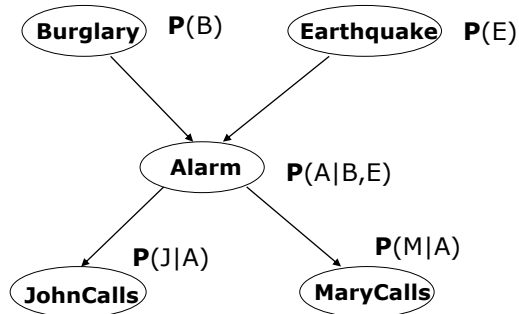 Burglary P(B) Earthquake P(E)
Alarm P(A|B,E)
P(J|A) P(M|A)
JohnCalls MaryCalls